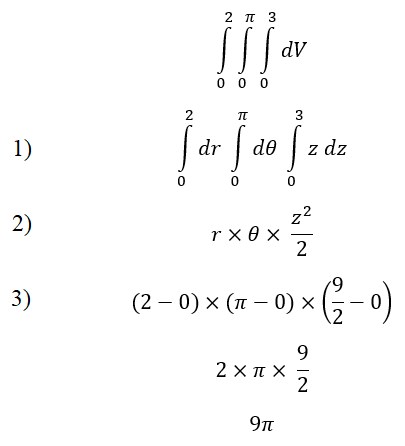 ∫₀² ∫₀^π ∫₀³ dV
1) ∫₀² dr ∫₀^π dθ ∫₀³ z dz
2) r × θ × z²/2
3) (2 − 0) × (π − 0) × (9/2 − 0)
2 × π × 9/2
9π